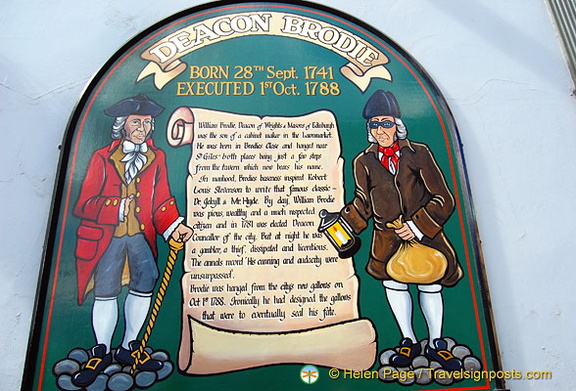 DEACON BRODIE
BORN 28TH Sept. 1741
EXECUTED 1ST Oct. 1788
William Brodie, Deacon of Wrights & Masons of Edinburgh
was the son of a cabinet maker in the Lawnmarket.
He was born in Brodies Close and hanged near
St Giles - both places being just a few steps
from the tavern which now bears his name.
In manhood, Brodies baseness inspired Robert
Louis Stevenson to write that famous classic -
Dr. Jekyll & Mr. Hyde. By day, William Brodie
was pious, wealthy and a much respected
citizen and in 1781 was elected Deacon
Councillor of the city. But at night he was
a gambler, a thief, dissipated and licentious.
The annals record 'His cunning and audacity were
unsurpassed'.
Brodie was hanged from the city's new gallows on
Oct 1st 1788. Ironically he had designed the gallows
that were to eventually seal his fate.
© Helen Page / Travelsignposts.com